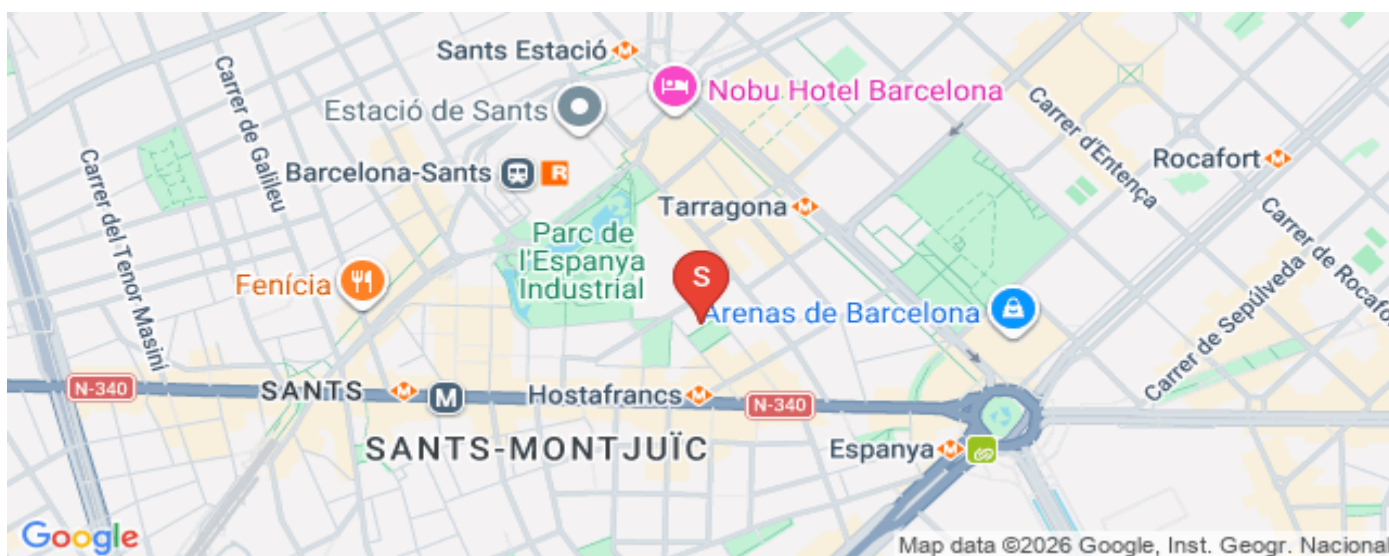 Sants Estació
Nobu Hotel Barcelona
Estació de Sants
Carrer de Galileu
Carrer del Tenor Masini
Barcelona-Sants
R
Carrer d'Entença
Rocafort
Tarragona
Parc de
l'Espanya
Industrial
Fenícia
S
Arenas de Barcelona
Carrer de Rocafo
Carrer de Sepúlveda
N-340
SANTS
M
Hostafrancs
N-340
SANTS-MONTJUÏC
Espanya
Google
Map data ©2026 Google, Inst. Geogr. Nacional